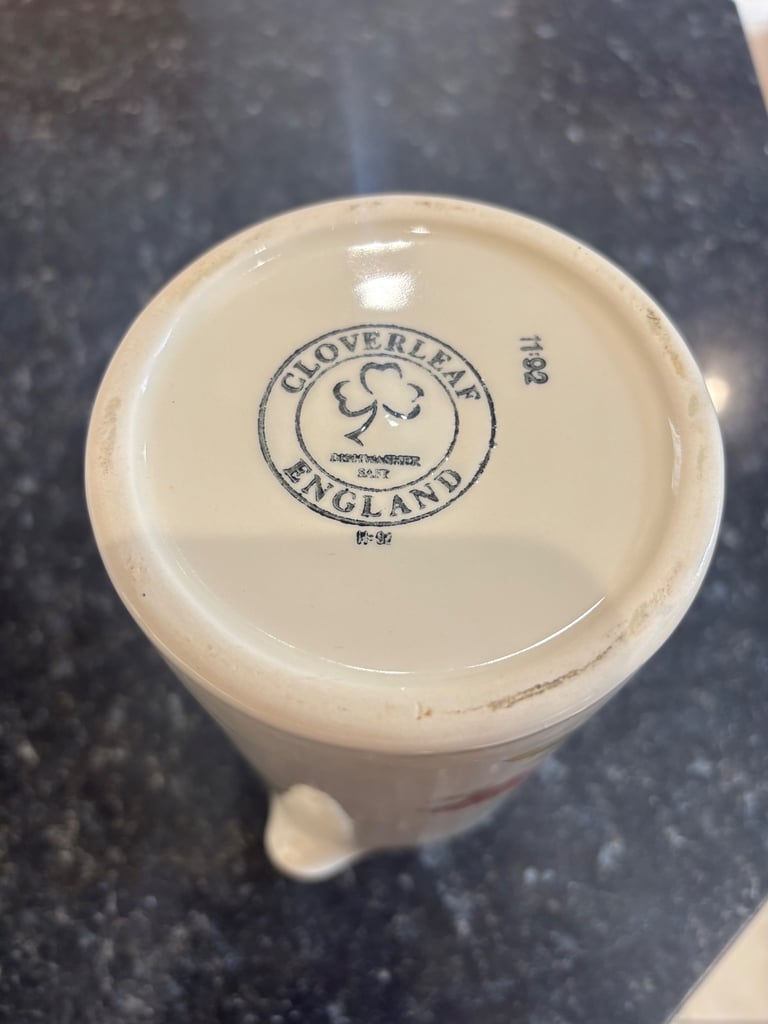 CLOVERLEAF
DISHWASHER
SAFE
ENGLAND
11:92